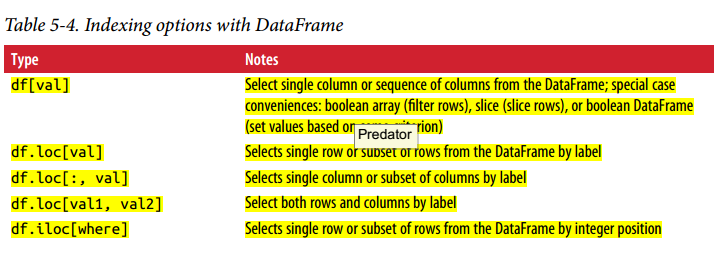 Table 5-4. Indexing options with DataFrame
Type Notes
df[val] Select single column or sequence of columns from the DataFrame; special case
conveniences: boolean array (filter rows), slice (slice rows), or boolean DataFrame
(set values based on criterion)
Predator
df.loc[val] Selects single row or subset of rows from the DataFrame by label
df.loc[:, val] Selects single column or subset of columns by label
df.loc[val1, val2] Select both rows and columns by label
df.iloc[where] Selects single row or subset of rows from the DataFrame by integer position